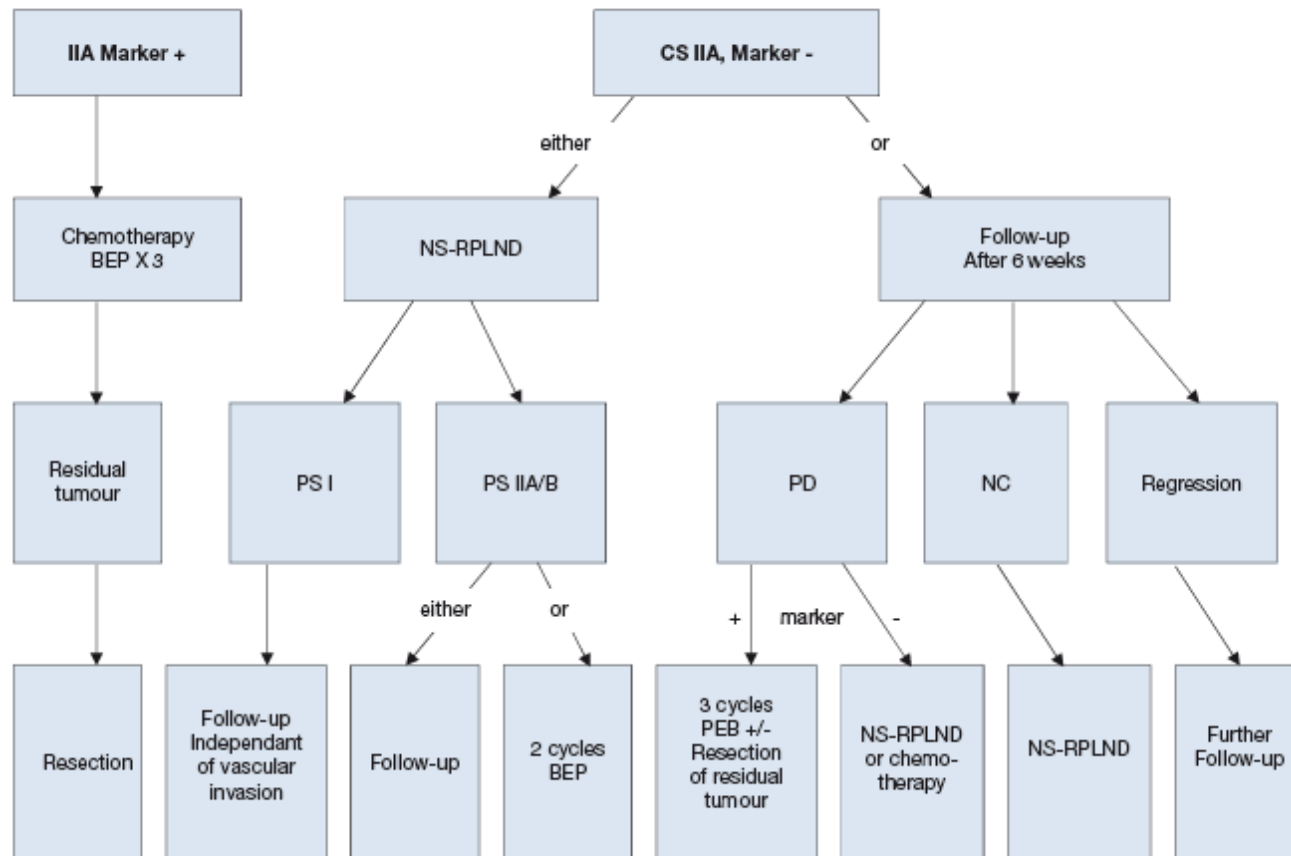 IIA Marker +
CS IIA, Marker -
either
or
Chemotherapy
BEP X 3
NS-RPLND
Follow-up
After 6 weeks
Residual
tumour
PS I
PS IIA/B
PD
NC
Regression
either
or
+
marker
-
Resection
Follow-up
Independant
of vascular
invasion
Follow-up
2 cycles
BEP
3 cycles
PEB +/-
Resection
of residual
tumour
NS-RPLND
or chemo-
therapy
NS-RPLND
Further
Follow-up